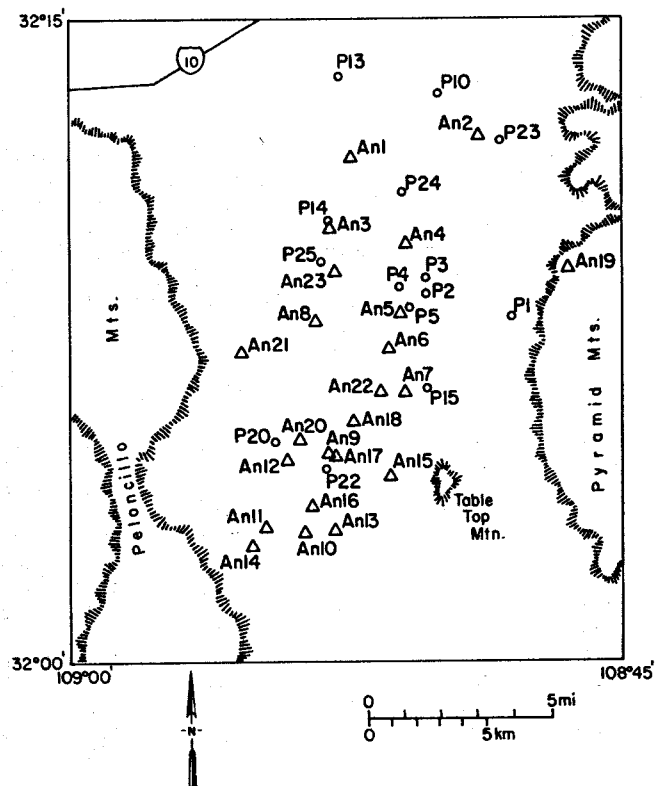 32°15'
108°45'
10
P13
P10
An2
P23
An1
P24
P14
An3
An4
P25
An23
P4
P3
P2
An19
An8
An5
P5
P1
An21
An6
Mts.
An22
An7
P15
An18
P20
An20
An9
An12
An17
An15
P22
Pyramid Mts.
Peloncillo
An16
Table
Top
Mtn.
An11
An13
An14
An10
32°00'
109°00'
108°45'
-N-
0 5mi
0 5km